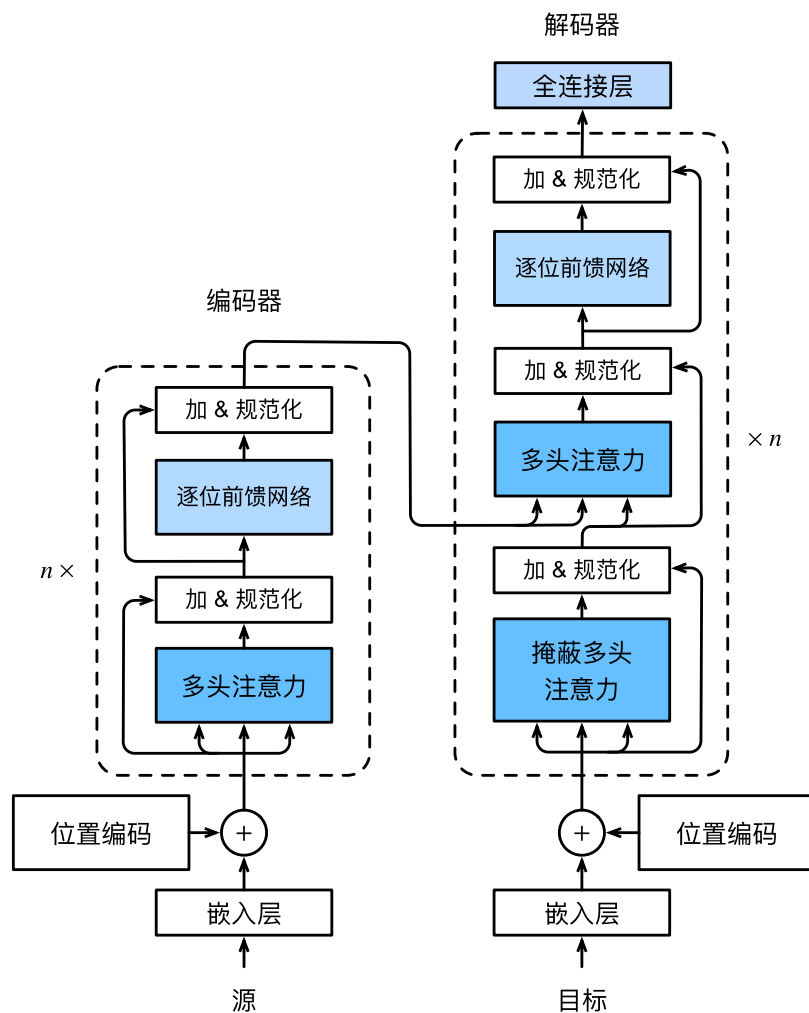 解码器
全连接层
加 & 规范化
逐位前馈网络
加 & 规范化
多头注意力
× n
加 & 规范化
掩蔽多头
注意力
位置编码
+
嵌入层
目标
编码器
加 & 规范化
逐位前馈网络
n ×
加 & 规范化
多头注意力
位置编码
+
嵌入层
源